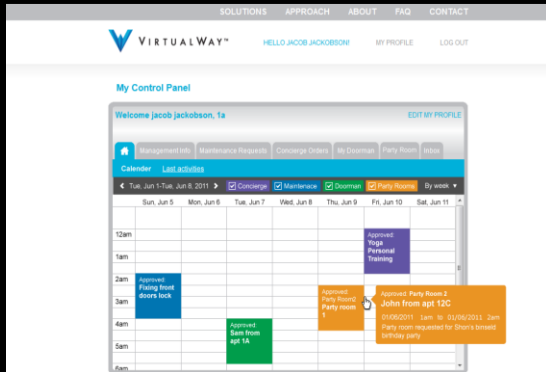 SOLUTIONS APPROACH ABOUT FAQ CONTACT
VIRTUALWAY™ HELLO JACOB JACKOBSON! MY PROFILE LOG OUT
My Control Panel
Welcome jacob jackobson, 1a EDIT MY PROFILE
Management Info Maintenance Requests Concierge Orders My Doorman Party Room Inbox
Calender Last activities
Tue, Jun 1-Tue, Jun 8, 2011 Concierge Maintenace Doorman Party Rooms By week
Sun, Jun 5 Mon, Jun 6 Tue, Jun 7 Wed, Jun 8 Thu, Jun 9 Fri, Jun 10 Sat, Jun 11
12am
1am
2am
3am
4am
5am
6am
Approved:
Yoga
Personal
Training
Approved:
Fixing front
doors lock
Approved:
Party Room2
Party room
1
Approved: Party Room 2
John from apt 12C
01/06/2011 1am to 01/06/2011 2am
Party room requested for Shon's
birthday party
Approved:
Sam from
apt 1A